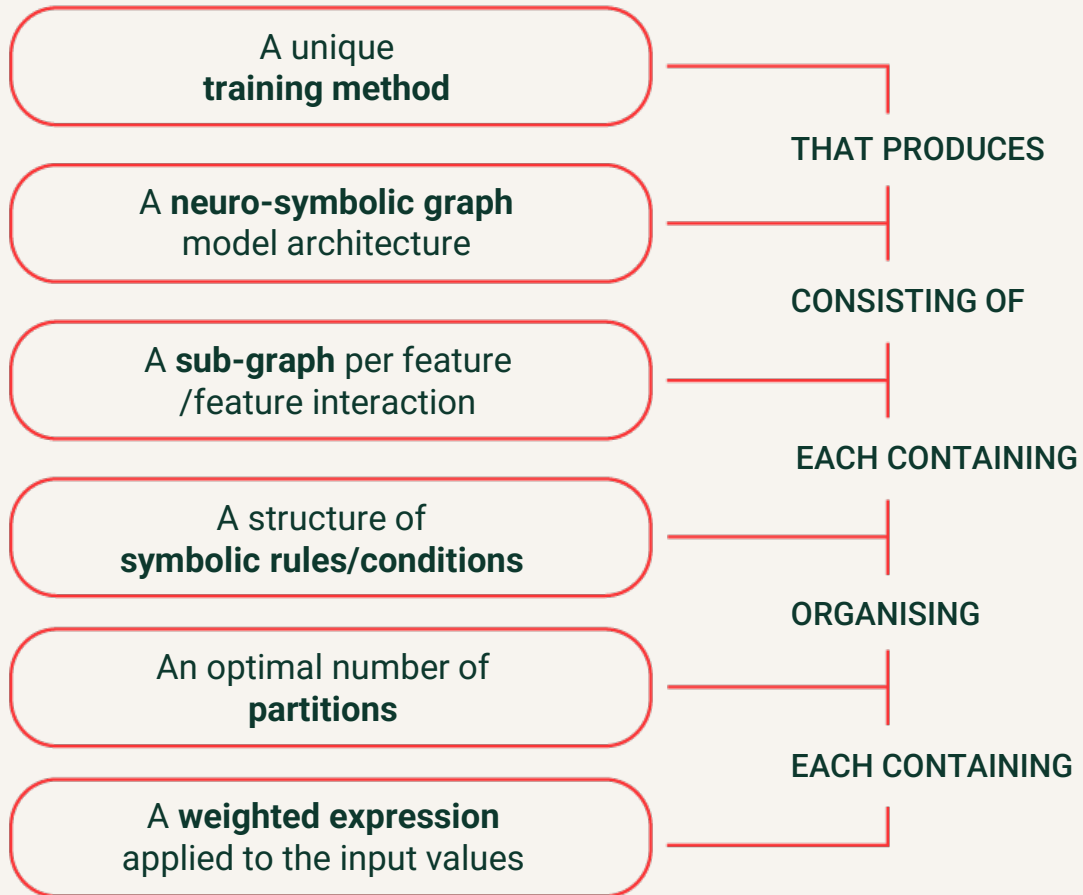 A unique
training method
THAT PRODUCES
A neuro-symbolic graph
model architecture
CONSISTING OF
A sub-graph per feature
/feature interaction
EACH CONTAINING
A structure of
symbolic rules/conditions
ORGANISING
An optimal number of
partitions
EACH CONTAINING
A weighted expression
applied to the input values